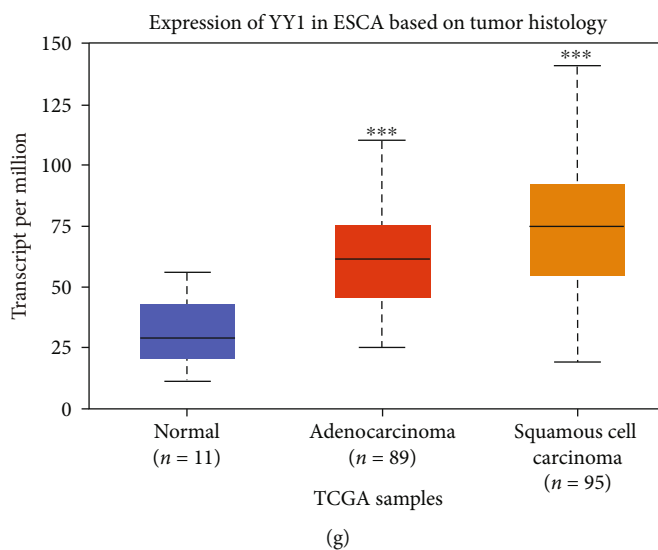 Expression of YY1 in ESCA based on tumor histology
Transcript per million
150
125
100
75
50
25
0
***
***
Normal
(n = 11)
Adenocarcinoma
(n = 89)
Squamous cell
carcinoma
(n = 95)
TCGA samples
(g)